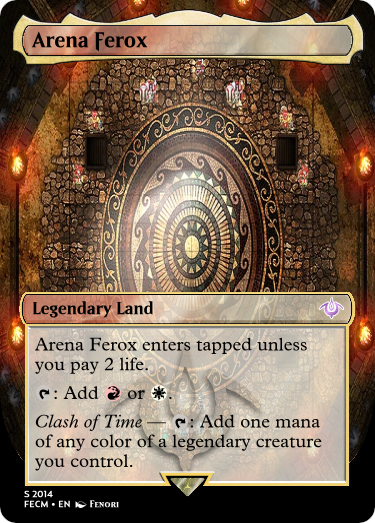 Arena Ferox
Legendary Land
Arena Ferox enters tapped unless
you pay 2 life.
: Add or .
Clash of Time — : Add one mana
of any color of a legendary creature
you control.
S 2014
FECM • EN Fenori